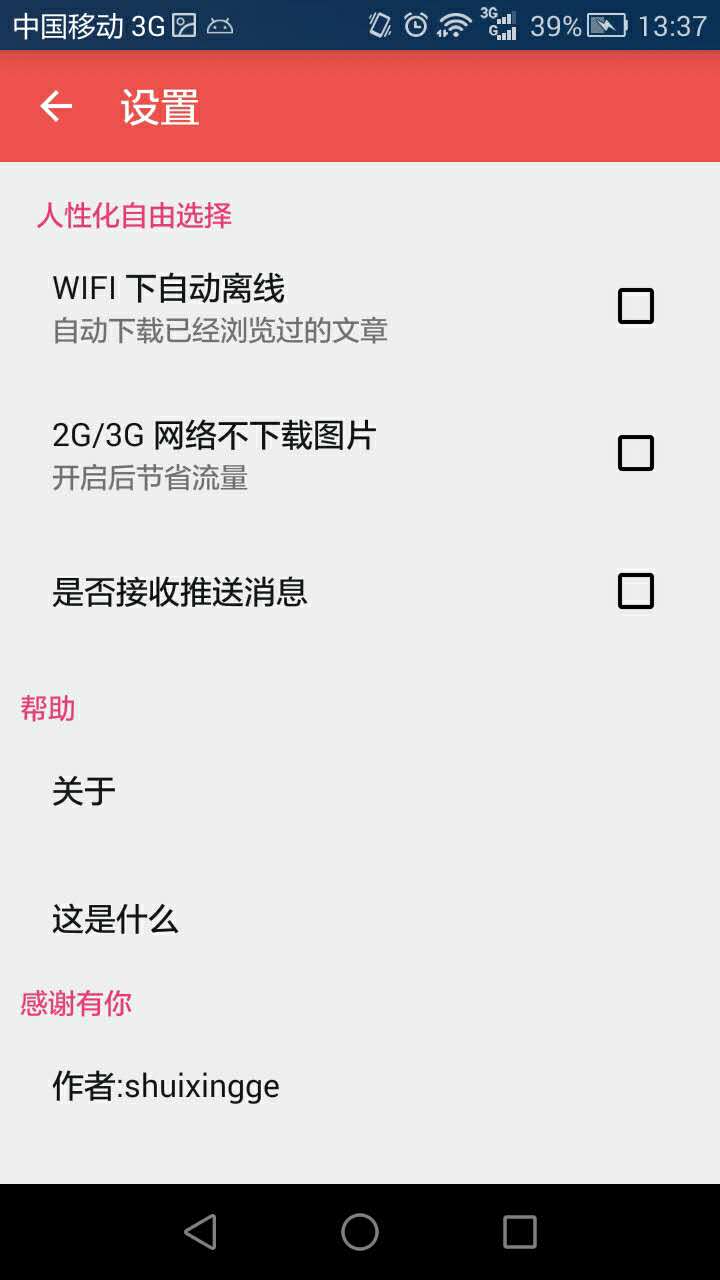 中国移动 3G 3G G 39% 13:37
设置
人性化自由选择
WIFI 下自动离线
自动下载已经浏览过的文章
2G/3G 网络不下载图片
开启后节省流量
是否接收推送消息
帮助
关于
这是什么
感谢有你
作者:shuixingge